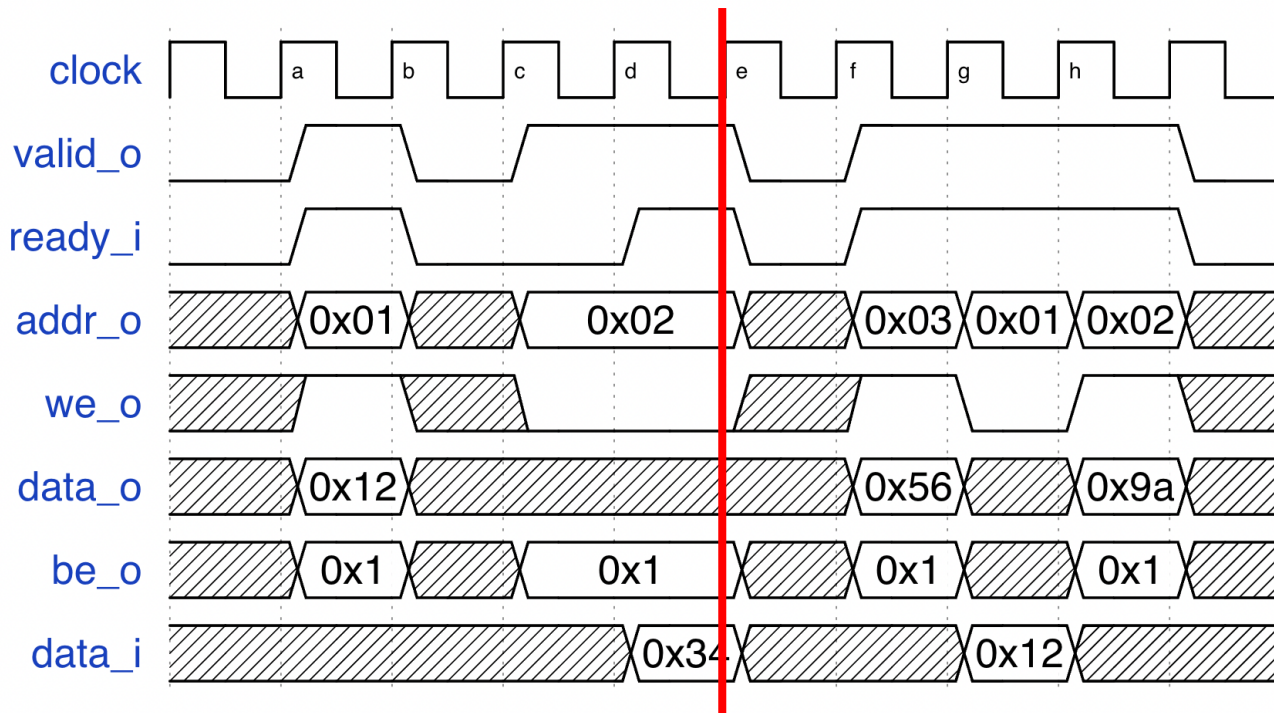 clock a b c d e f g h
valid_o
ready_i
addr_o 0x01 0x02 0x03 0x01 0x02
we_o
data_o 0x12 0x56 0x9a
be_o 0x1 0x1 0x1 0x1
data_i 0x34 0x12